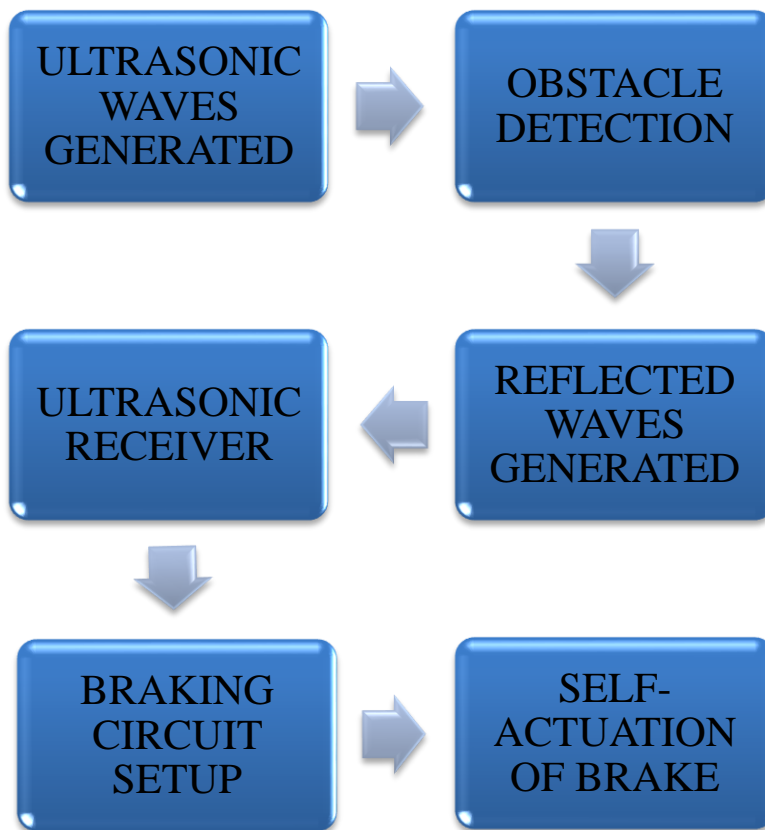 ULTRASONIC
WAVES
GENERATED
OBSTACLE
DETECTION
REFLECTED
WAVES
GENERATED
ULTRASONIC
RECEIVER
BRAKING
CIRCUIT
SETUP
SELF-
ACTUATION
OF BRAKE